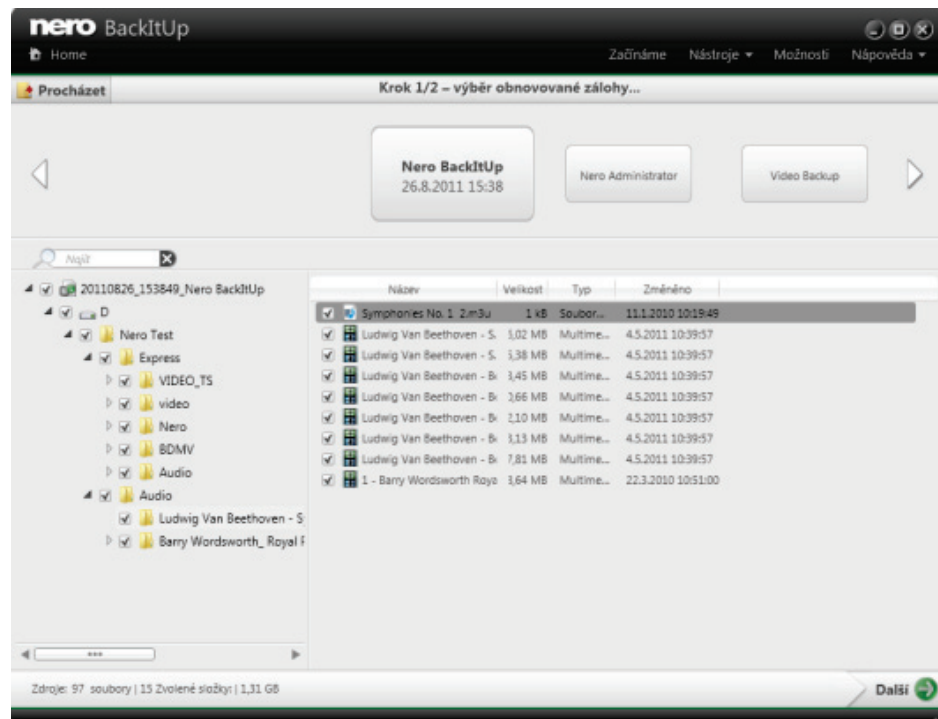 nero BackItUp
Home Začínáme Nástroje Možnosti Nápověda
Procházet Krok 1/2 – výběr obnovované zálohy...
Nero BackItUp
26.8.2011 15:38
Nero Administrator
Video Backup
Najít
20110826_153849_Nero BackItUp
D
Nero Test
Express
VIDEO_TS
video
Nero
BDMV
Audio
Audio
Ludwig Van Beethoven - S
Barry Wordsworth_ Royal
Název Velikost Typ Změněno
Symphonies No. 1 2.m3u 1 kB Soubor... 11.1.2010 10:19:49
Ludwig Van Beethoven - S. 5,02 MB Multime... 4.5.2011 10:39:57
Ludwig Van Beethoven - S. 5,38 MB Multime... 4.5.2011 10:39:57
Ludwig Van Beethoven - 3,45 MB Multime... 4.5.2011 10:39:57
Ludwig Van Beethoven - ,66 MB Multime... 4.5.2011 10:39:57
Ludwig Van Beethoven - 2,10 MB Multime... 4.5.2011 10:39:57
Ludwig Van Beethoven - 3,13 MB Multime... 4.5.2011 10:39:57
Ludwig Van Beethoven - 7,81 MB Multime... 4.5.2011 10:39:57
1 - Barry Wordsworth Roya 3,64 MB Multime... 22.3.2010 10:51:00
Zdroje: 97 soubory | 15 Zvolené složky: | 1,31 GB
Další